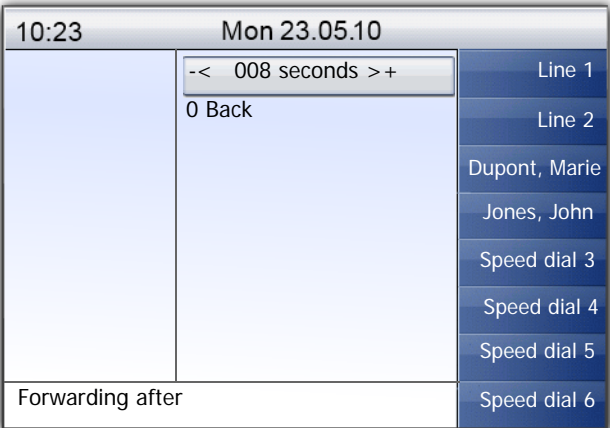 10:23 Mon 23.05.10
-< 008 seconds >+
0 Back
Line 1
Line 2
Dupont, Marie
Jones, John
Speed dial 3
Speed dial 4
Speed dial 5
Speed dial 6
Forwarding after